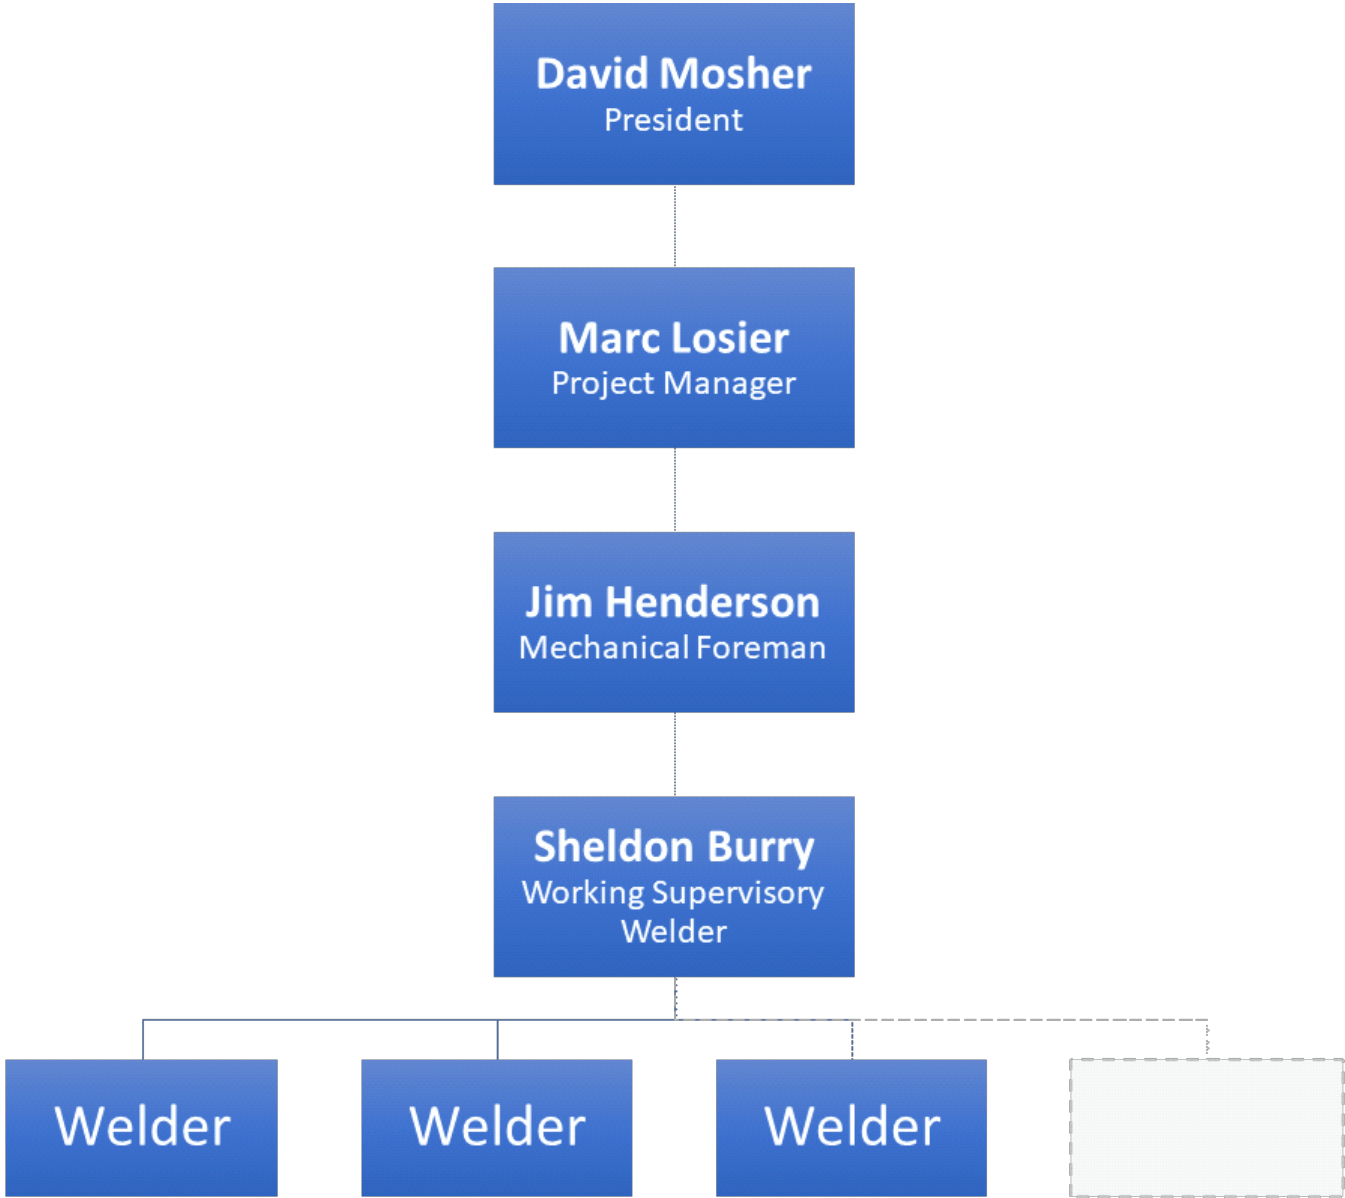 David Mosher
President
Marc Losier
Project Manager
Jim Henderson
Mechanical Foreman
Sheldon Burry
Working Supervisory
Welder
Welder
Welder
Welder